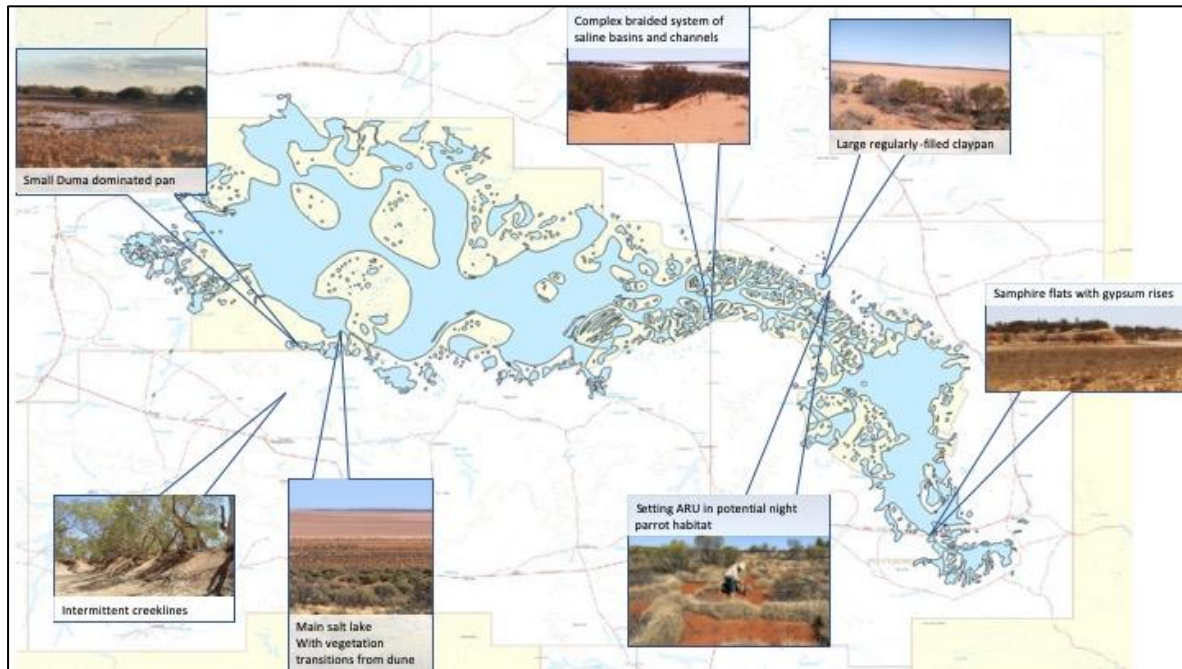 Complex braided system of
saline basins and channels
Small Duma dominated pan
Large regularly-filled claypan
Samphire flats with gypsum rises
Setting ARU in potential night
parrot habitat
Intermittent creeklines
Main salt lake
With vegetation
transitions from dune